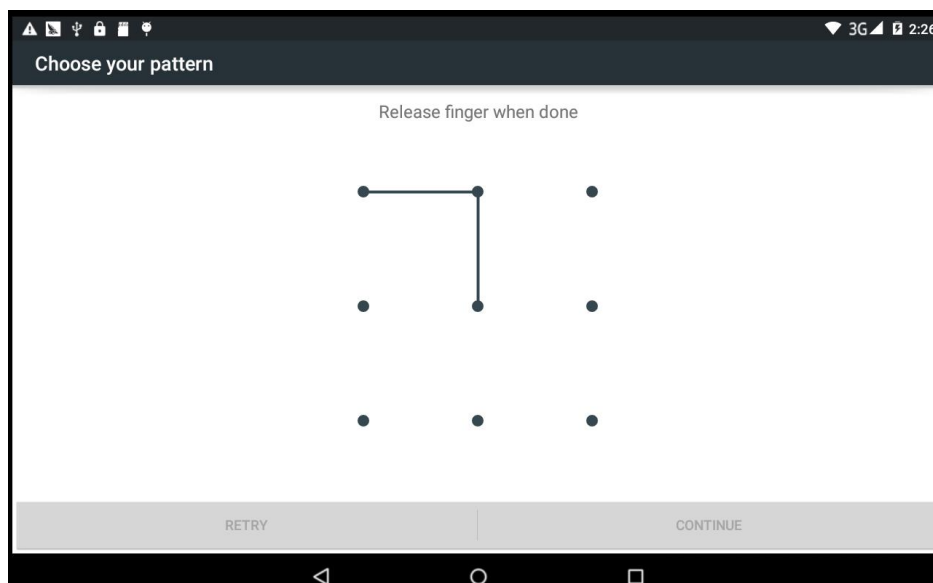 3G 2:26
Choose your pattern
Release finger when done
RETRY CONTINUE